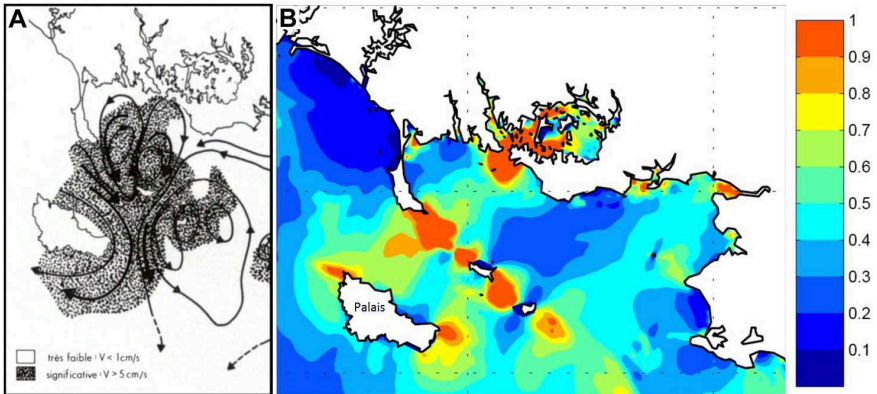 A
très faible : V < 1cm/s
significative : V > 5 cm/s
B
Palais
1
0.9
0.8
0.7
0.6
0.5
0.4
0.3
0.2
0.1